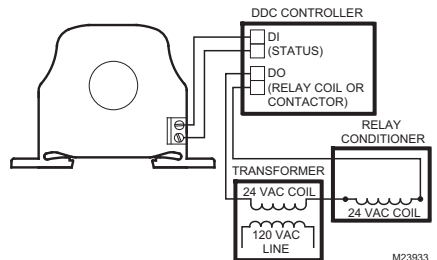 DDC CONTROLLER
DI
(STATUS)
DO
(RELAY COIL OR
CONTACTOR)
RELAY
CONDITIONER
TRANSFORMER
24 VAC COIL
24 VAC COIL
120 VAC
LINE
M23933